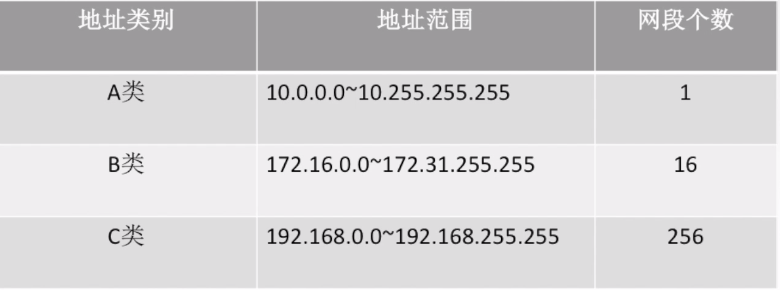 地址类别 地址范围 网段个数
A类 10.0.0.0~10.255.255.255 1
B类 172.16.0.0~172.31.255.255 16
C类 192.168.0.0~192.168.255.255 256